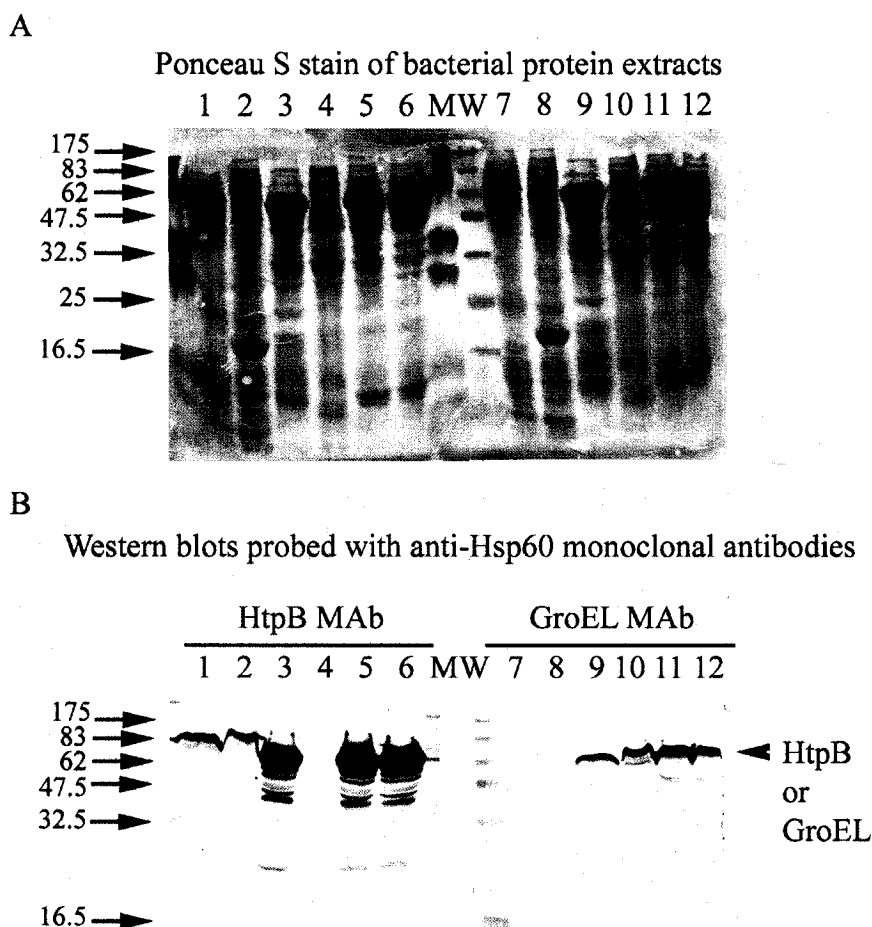 A
Ponceau S stain of bacterial protein extracts
1 2 3 4 5 6 MW 7 8 9 10 11 12
175
83
62
47.5
32.5
25
16.5
B
Western blots probed with anti-Hsp60 monoclonal antibodies
HtpB MAb GroEL MAb
1 2 3 4 5 6 MW 7 8 9 10 11 12
175
83
62
47.5
32.5
16.5
HtpB
or
GroEL